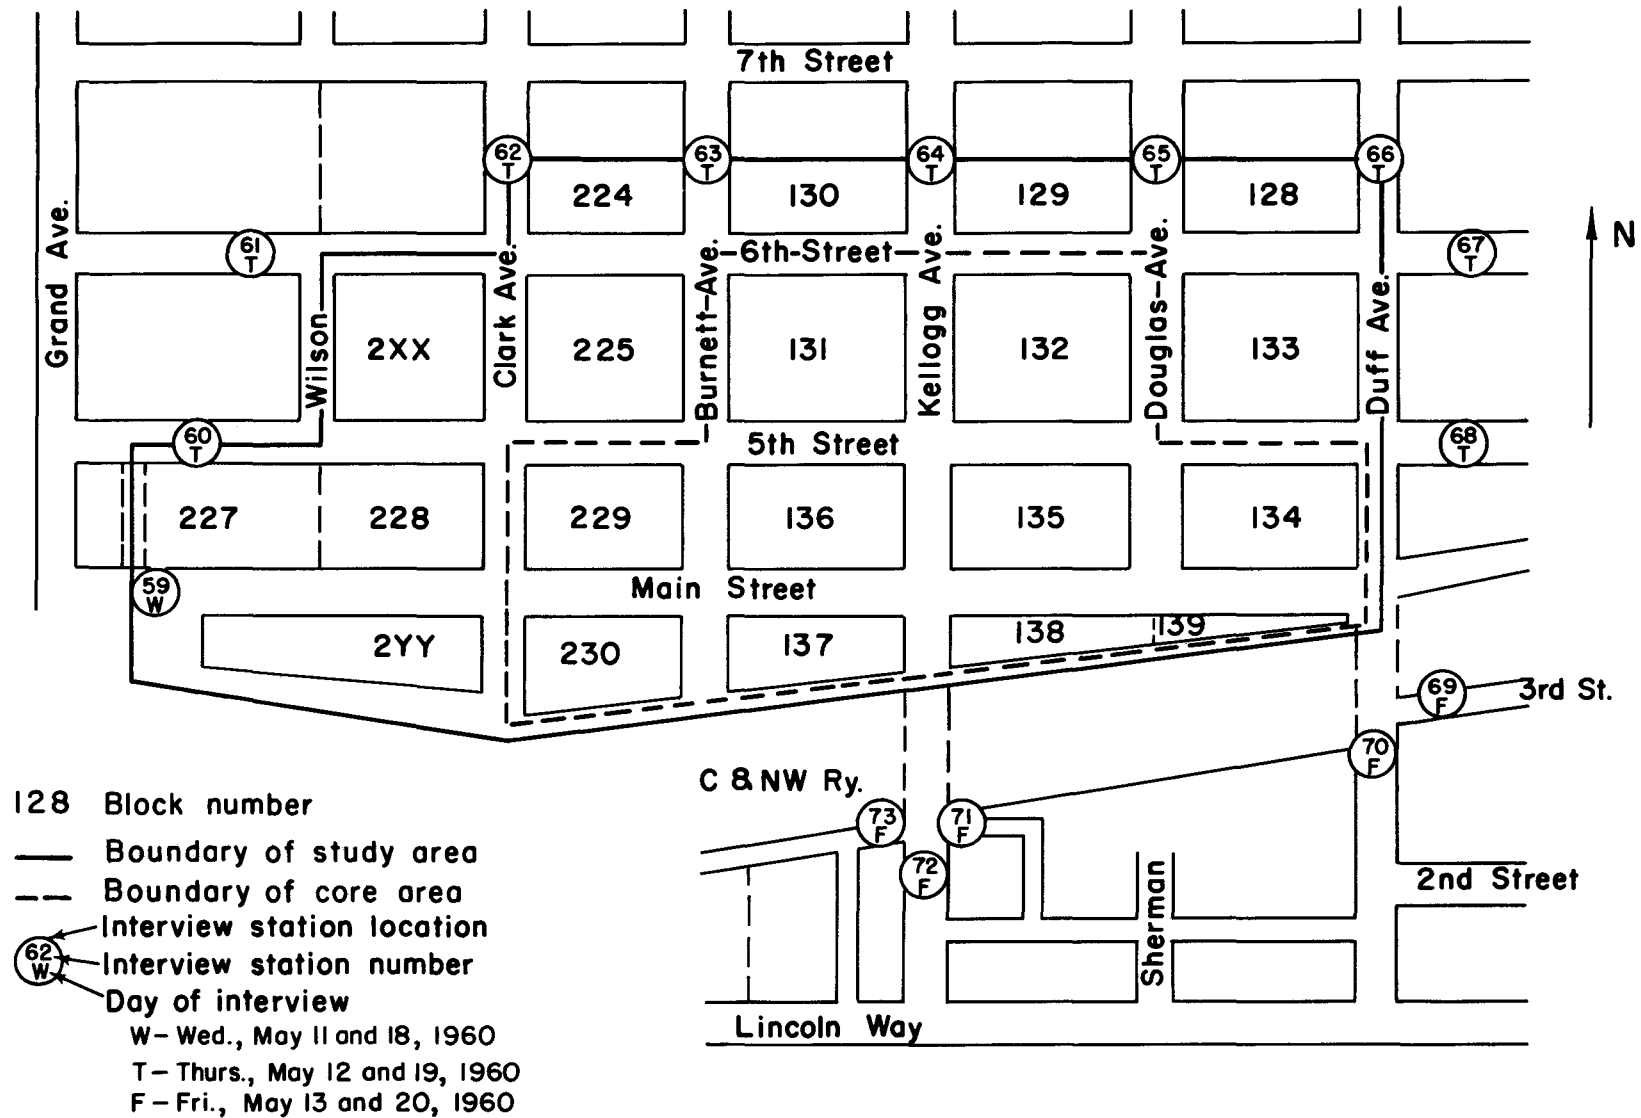 7th Street
62
T
63
T
64
T
65
T
66
T
224
130
129
128
Grand Ave.
61
T
6th-Street
67
T
N
Wilson
2XX
Clark Ave.
225
Burnett-Ave.
131
Kellogg Ave.
132
Douglas-Ave.
133
Duff Ave.
60
T
5th Street
68
T
227
228
229
136
135
134
59
W
Main Street
2YY
230
137
138
139
69
F
3rd St.
70
F
C & NW Ry.
73
F
71
F
72
F
2nd Street
Sherman
Lincoln Way
128 Block number
Boundary of study area
Boundary of core area
Interview station location
62
W
Interview station number
Day of interview
W – Wed., May 11 and 18, 1960
T – Thurs., May 12 and 19, 1960
F – Fri., May 13 and 20, 1960